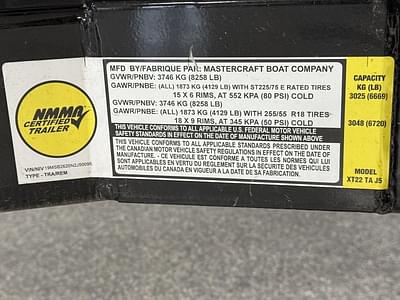 NMMA
CERTIFIED
TRAILER
TYPE - TRA/REM
MFD BY/FABRIQUE PAR: MASTERCRAFT BOAT COMPANY
GVWR/PNBV: 3746 KG (8258 LB)
GAWR/PNBE: (ALL) 1873 KG (4129 LB) WITH ST225/75 E RATED TIRES
15 X 6 RIMS, AT 552 KPA (80 PSI) COLD
GVWR/PNBV: 3746 KG (8258 LB)
GAWR/PNBE: (ALL) 1873 KG (4129 LB) WITH 255/55 R18 TIRES
18 X 9 RIMS, AT 345 KPA (50 PSI) COLD
THIS VEHICLE CONFORMS TO ALL APPLICABLE U.S. FEDERAL MOTOR VEHICLE
SAFETY STANDARDS IN EFFECT ON THE DATE OF MANUFACTURE SHOWN ABOVE
THIS VEHICLE CONFORMS TO ALL APPLICABLE STANDARDS PRESCRIBED UNDER
THE CANADIAN MOTOR VEHICLE SAFETY REGULATIONS IN EFFECT ON THE DATE OF
MANUFACTURE. - CE VEHICULE EST CONFORME A TOUTES LES NORMES QUI LUI
SONT APPLICABLES EN VERTU DU REGLEMENT SUR LA SECURITE DES VEHICULES
AUTOMOBILES DU CANADA EN VIGUEUR A LA DATE DE SA FABRICATION.
CAPACITY
KG (LB)
3025 (6669)
3048 (6720)
MODEL
XT22 TA J5